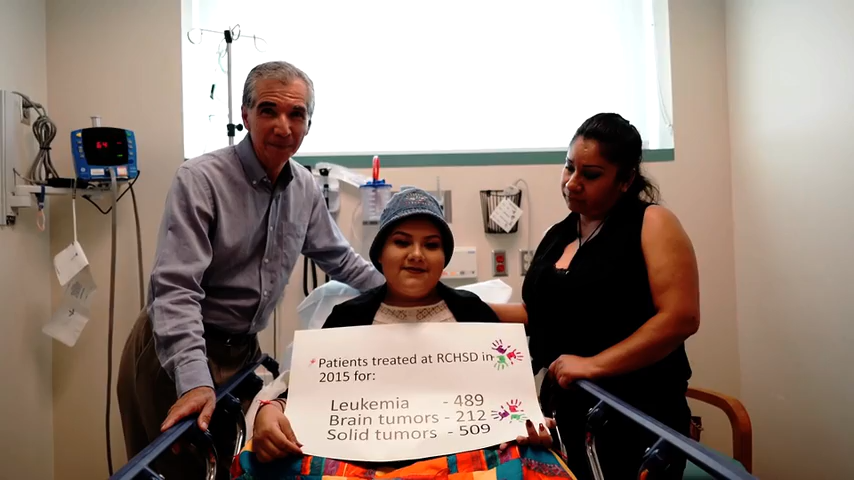 * Patients treated at RCHSD in
2015 for:
Leukemia - 489
Brain tumors - 212
Solid tumors - 509